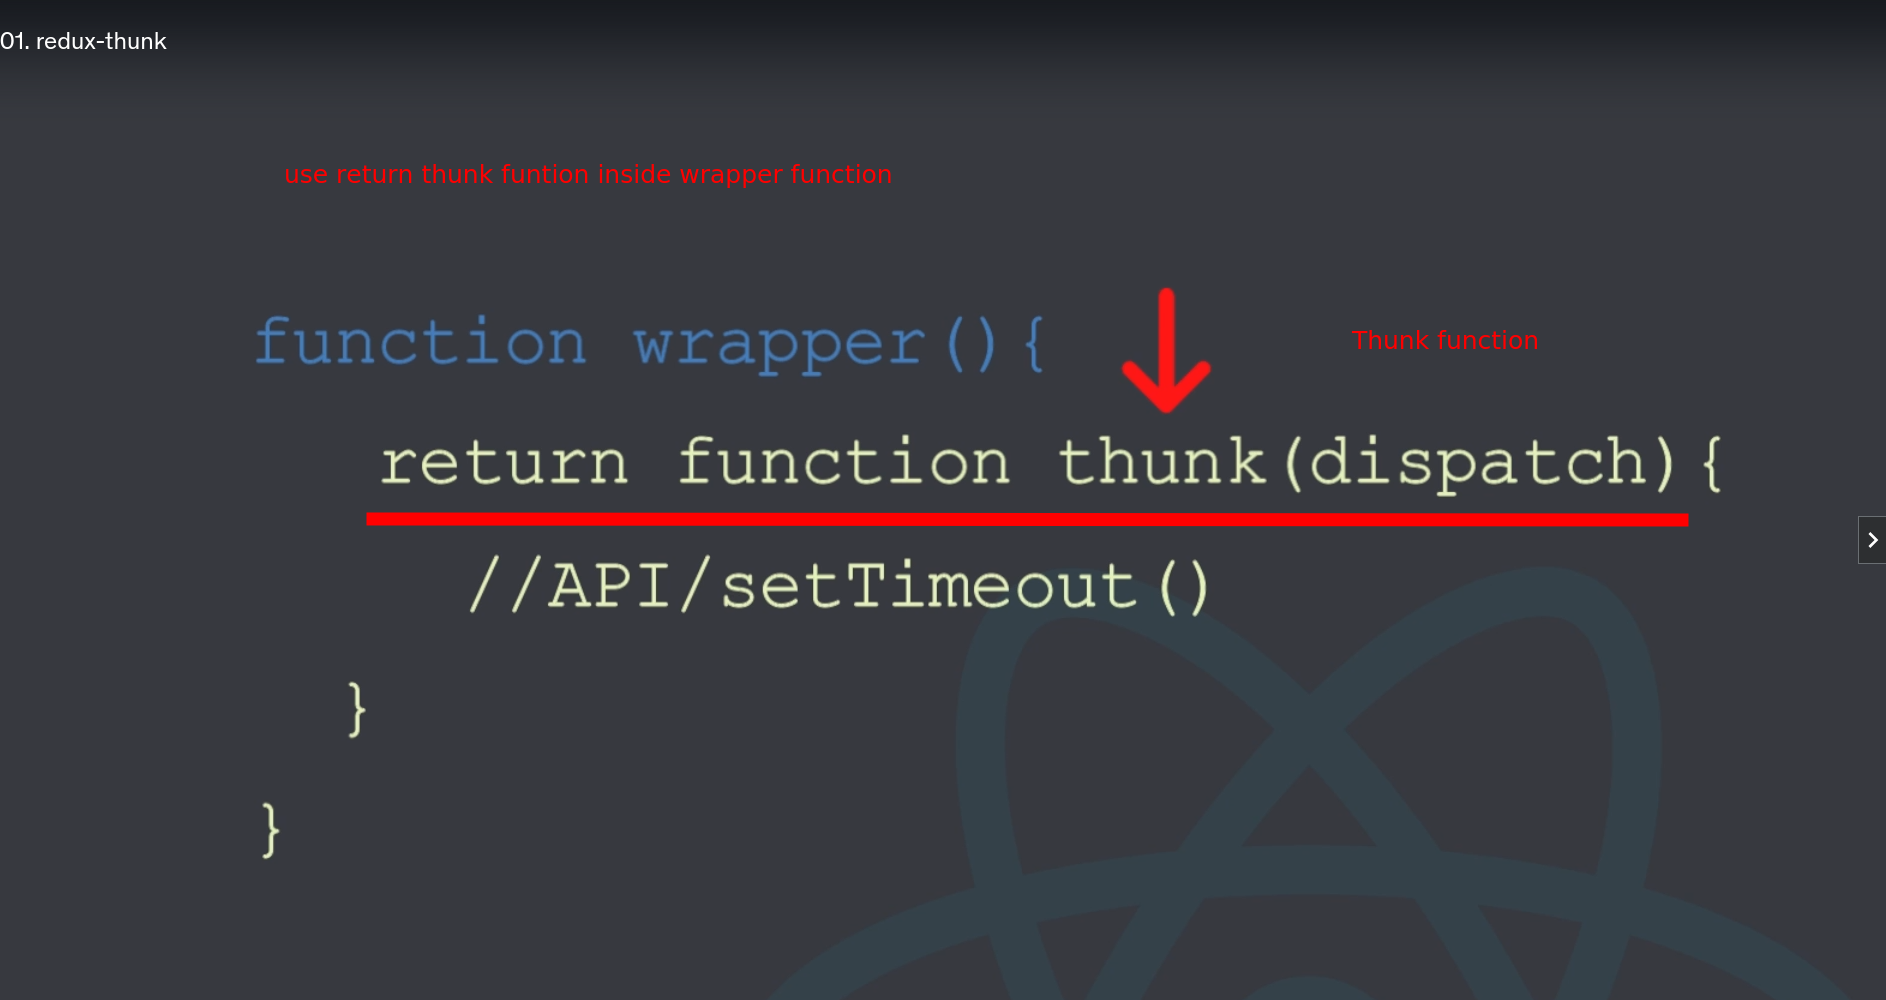 01. redux-thunk
use return thunk funtion inside wrapper function
function wrapper(){
Thunk function
return function thunk(dispatch){
//API/setTimeout()
}
}